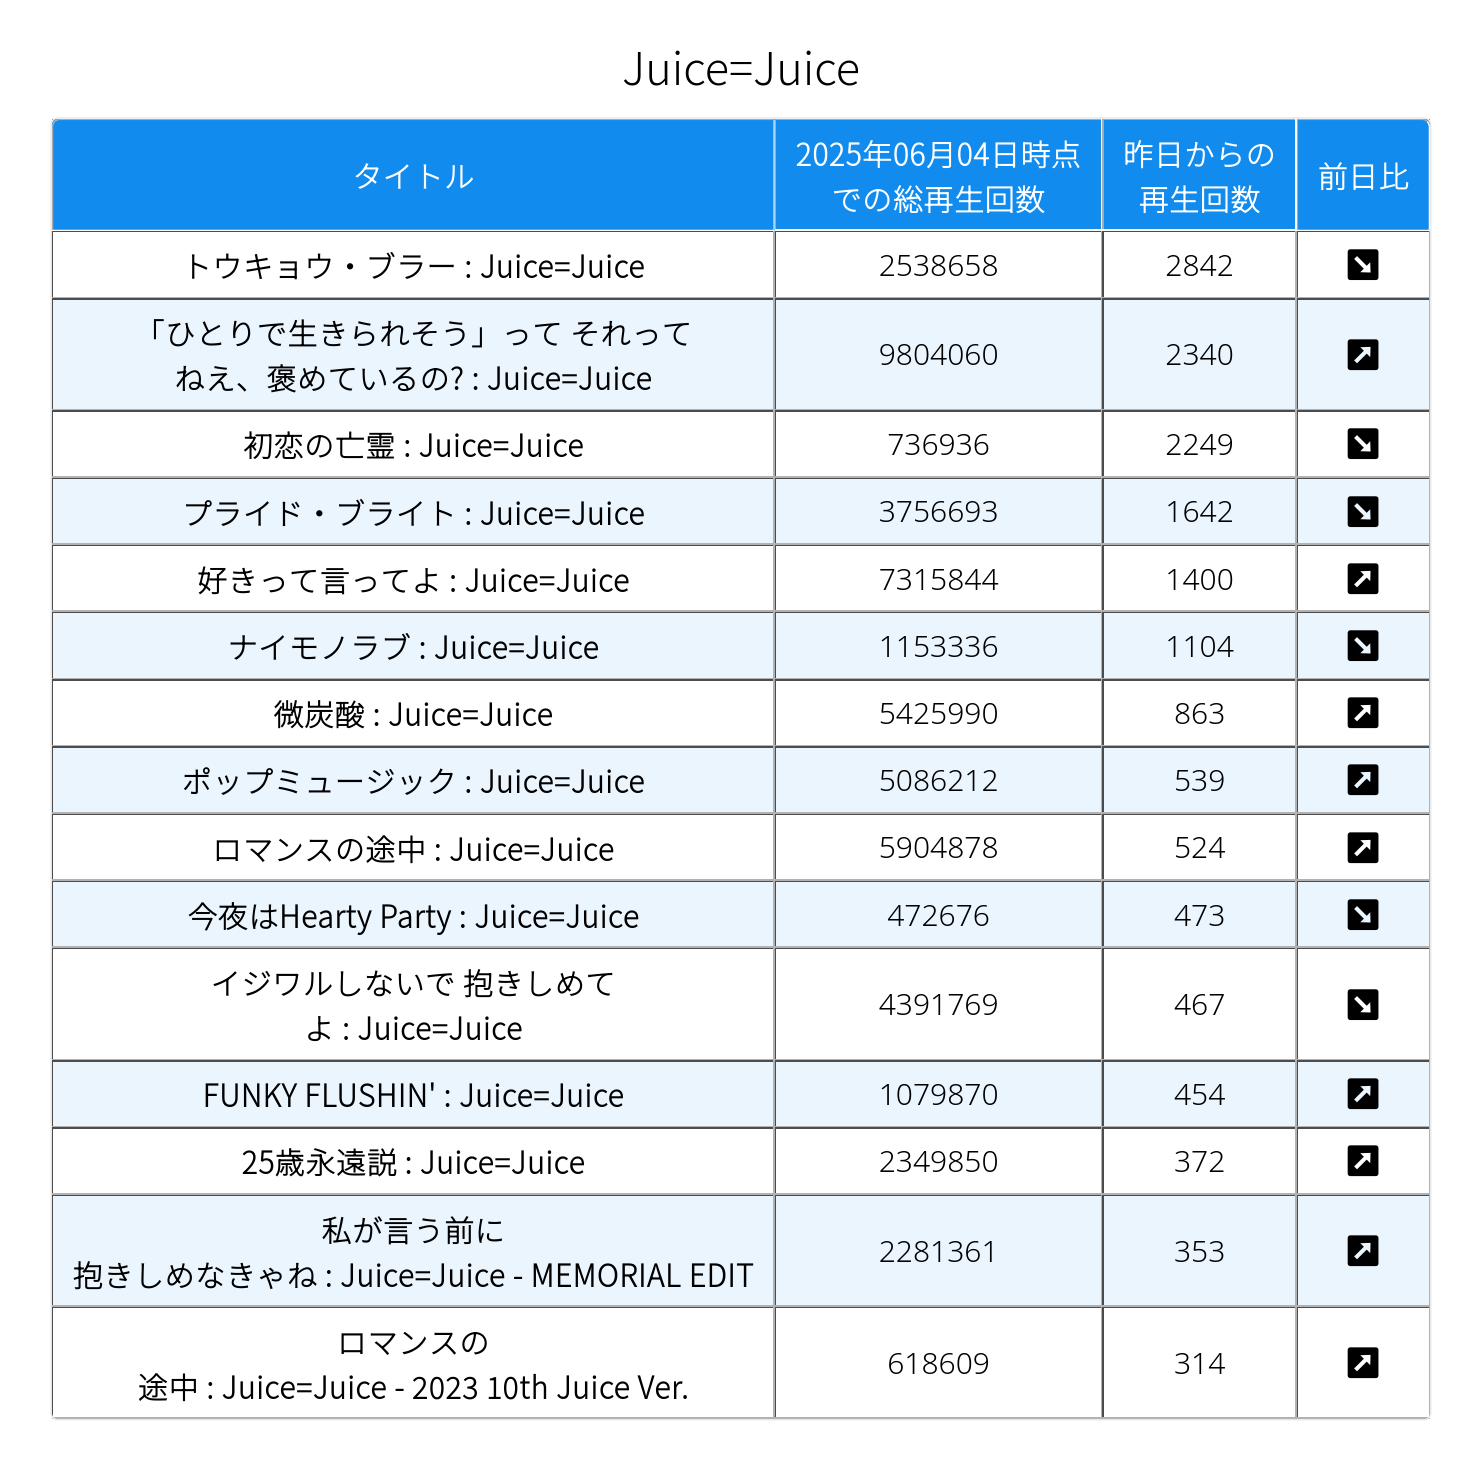 Juice=Juice
タイトル
2025年06月04日時点
での総再生回数
昨日からの
再生回数
前日比
トウキョウ・ブラー : Juice=Juice
2538658
2842
「ひとりで生きられそう」って それって
ねえ、褒めているの? : Juice=Juice
9804060
2340
初恋の亡霊 : Juice=Juice
736936
2249
プライド・ブライト : Juice=Juice
3756693
1642
好きって言ってよ : Juice=Juice
7315844
1400
ナイモノラブ : Juice=Juice
1153336
1104
微炭酸 : Juice=Juice
5425990
863
ポップミュージック : Juice=Juice
5086212
539
ロマンスの途中 : Juice=Juice
5904878
524
今夜はHearty Party : Juice=Juice
472676
473
イジワルしないで 抱きしめて
よ : Juice=Juice
4391769
467
FUNKY FLUSHIN' : Juice=Juice
1079870
454
25歳永遠説 : Juice=Juice
2349850
372
私が言う前に
抱きしめなきゃね : Juice=Juice - MEMORIAL EDIT
2281361
353
ロマンスの
途中 : Juice=Juice - 2023 10th Juice Ver.
618609
314